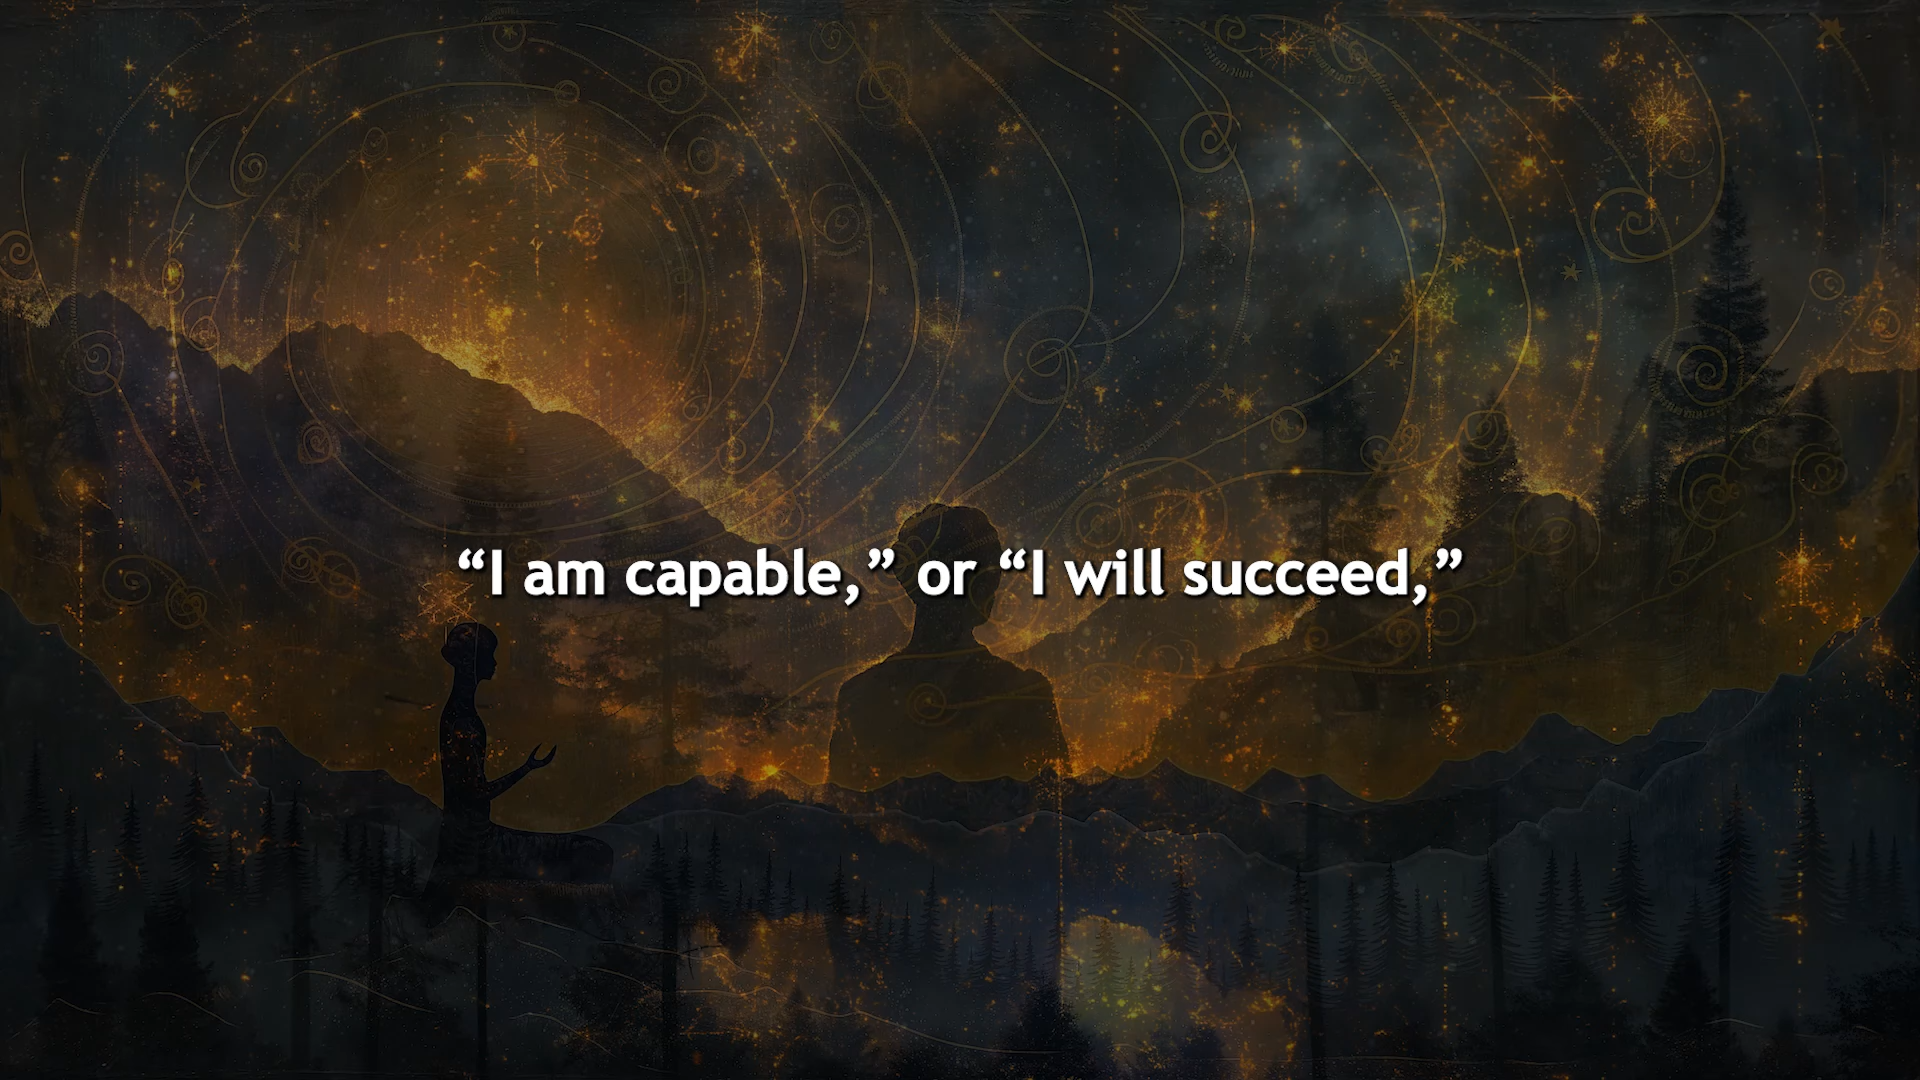 “I am capable,” or “I will succeed,”